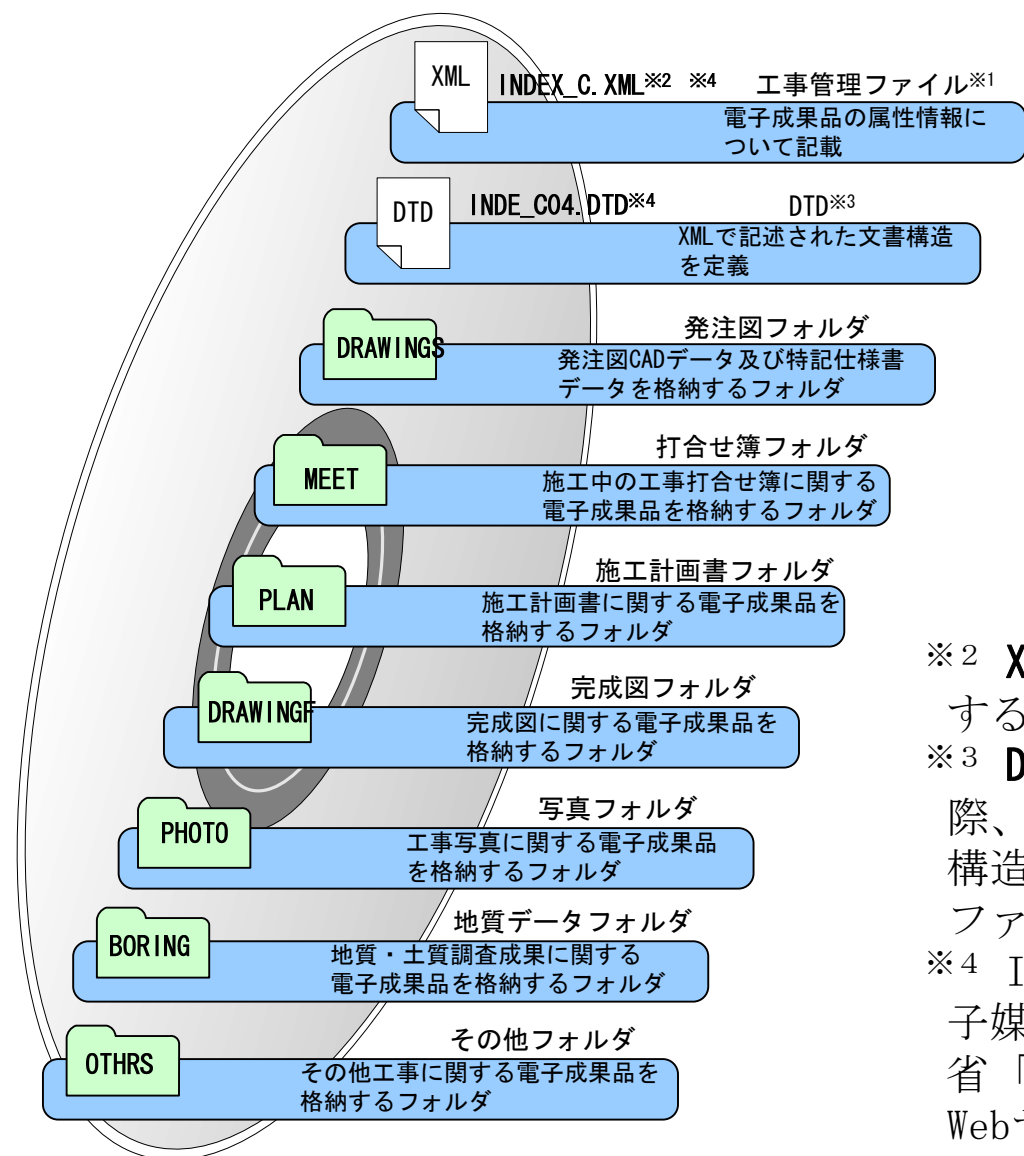 XML
INDEX_C.XML※2 ※4 工事管理ファイル※1
電子成果品の属性情報に
ついて記載
DTD
INDE_C04.DTD※4 DTD※3
XMLで記述された文書構造
を定義
発注図フォルダ
DRAWINGS
発注図CADデータ及び特記仕様書
データを格納するフォルダ
打合せ簿フォルダ
MEET
施工中の工事打合せ簿に関する
電子成果品を格納するフォルダ
施工計画書フォルダ
PLAN
施工計画書に関する電子成果品を
格納するフォルダ
完成図フォルダ
DRAWINGF
完成図に関する電子成果品を
格納するフォルダ
写真フォルダ
PHOTO
工事写真に関する電子成果品
を格納するフォルダ
地質データフォルダ
BORING
地質・土質調査成果に関する
電子成果品を格納するフォルダ
その他フォルダ
OTHRS
その他工事に関する電子成果品を
格納するフォルダ
※2 X
する
※3 D
際、
構造
ファ
※4 I
子媒
省「
Web